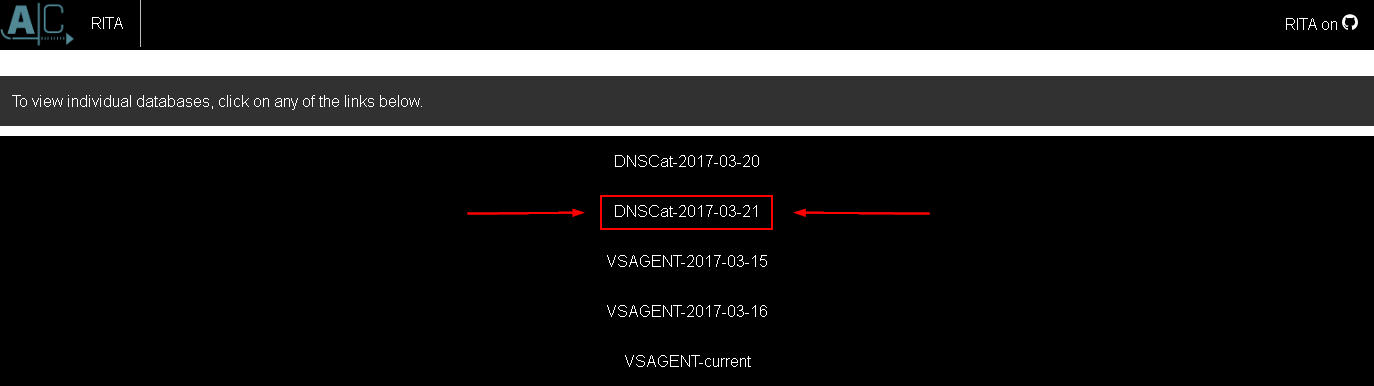 AC RITA RITA on
To view individual databases, click on any of the links below.
DNSCat-2017-03-20
DNSCat-2017-03-21
VSAGENT-2017-03-15
VSAGENT-2017-03-16
VSAGENT-current